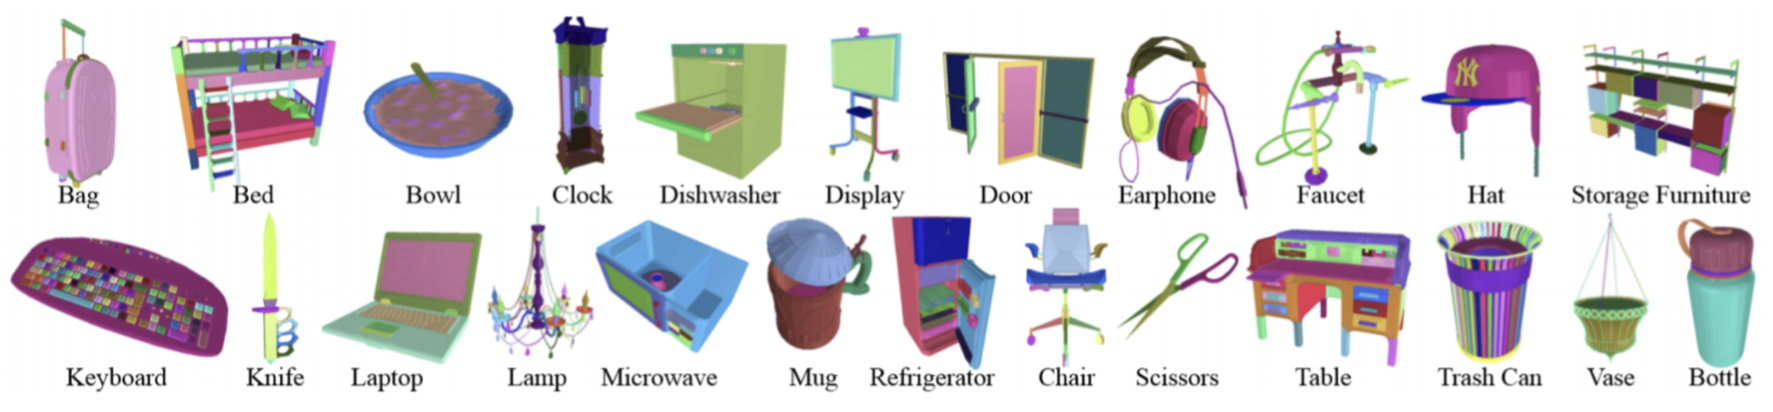 NY
Bag Bed Bowl Clock Dishwasher Display Door Earphone Faucet Hat Storage Furniture
Keyboard Knife Laptop Lamp Microwave Mug Refrigerator Chair Scissors Table Trash Can Vase Bottle